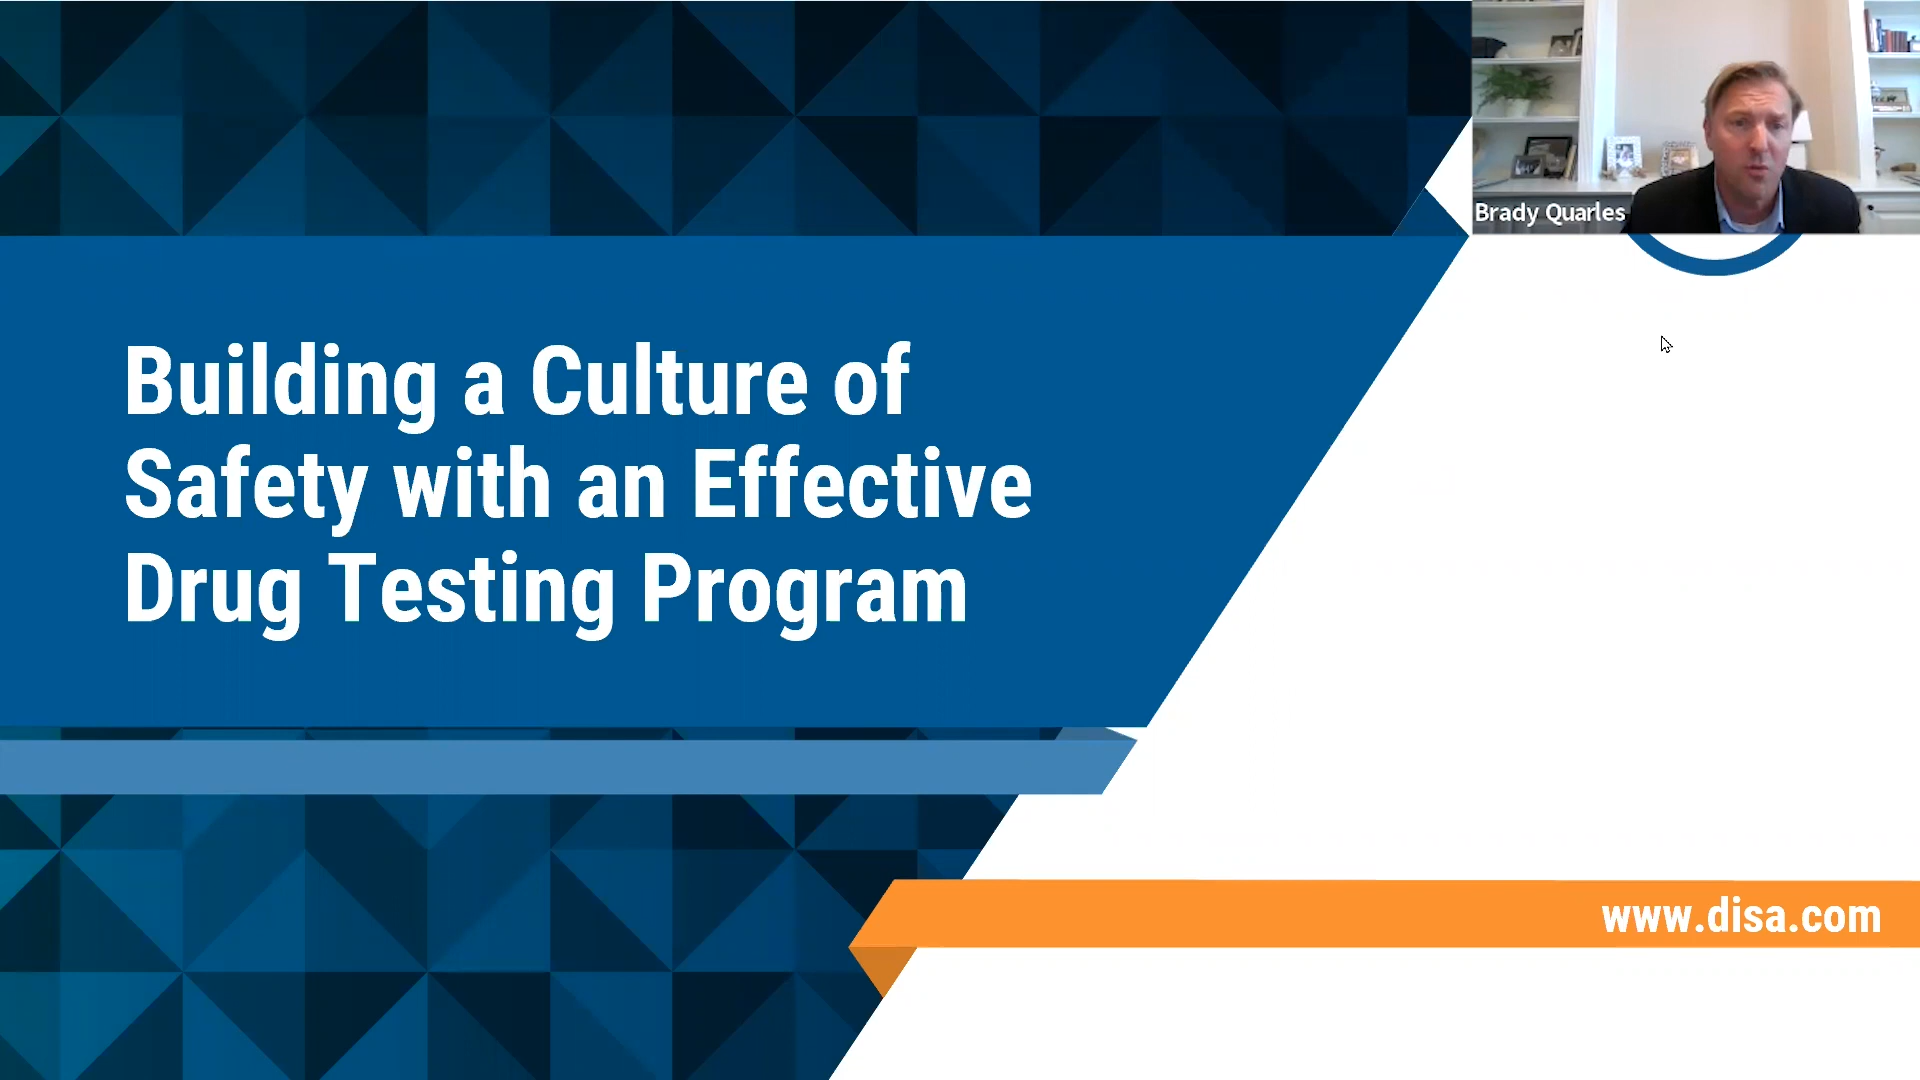 Brady Quarles
Building a Culture of
Safety with an Effective
Drug Testing Program
www.disa.com